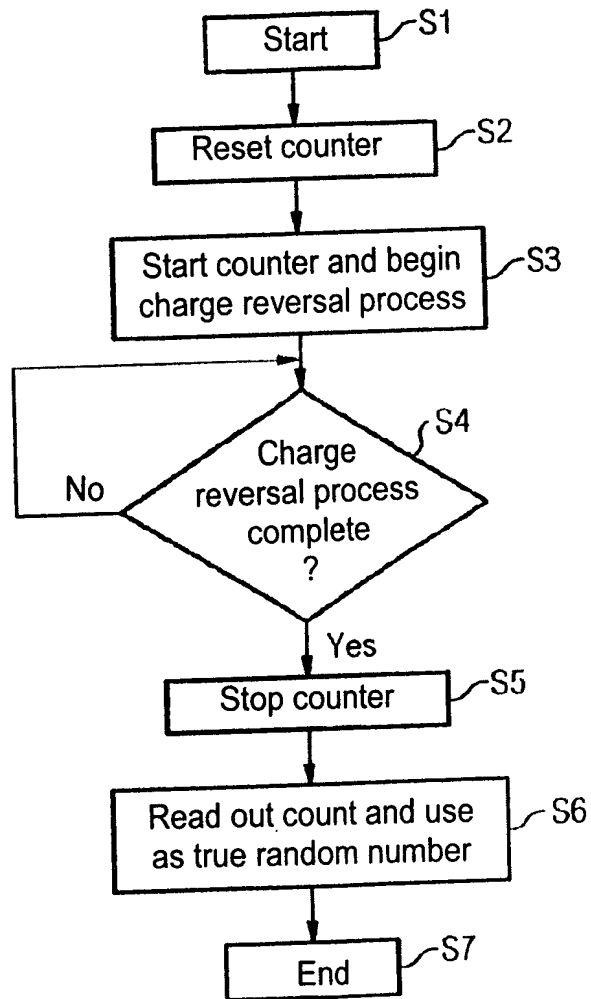 Start
S1
Reset counter
S2
Start counter and begin
charge reversal process
S3
Charge
reversal process
complete
?
S4
No
Yes
Stop counter
S5
Read out count and use
as true random number
S6
End
S7